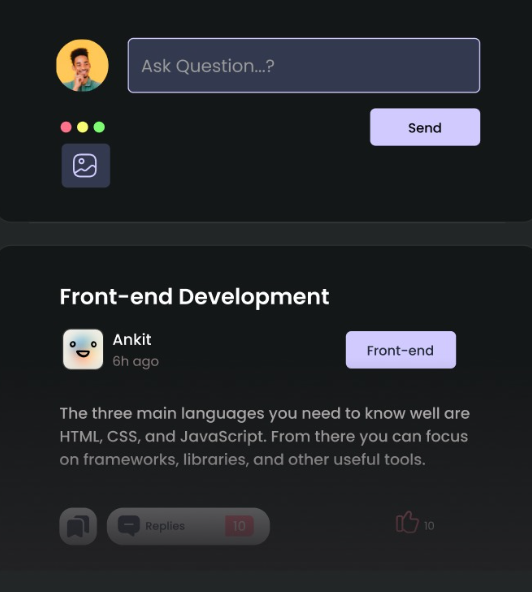 Ask Question...?
Send
Front-end Development
Ankit
6h ago
Front-end
The three main languages you need to know well are
HTML, CSS, and JavaScript. From there you can focus
on frameworks, libraries, and other useful tools.
Replies 10
10